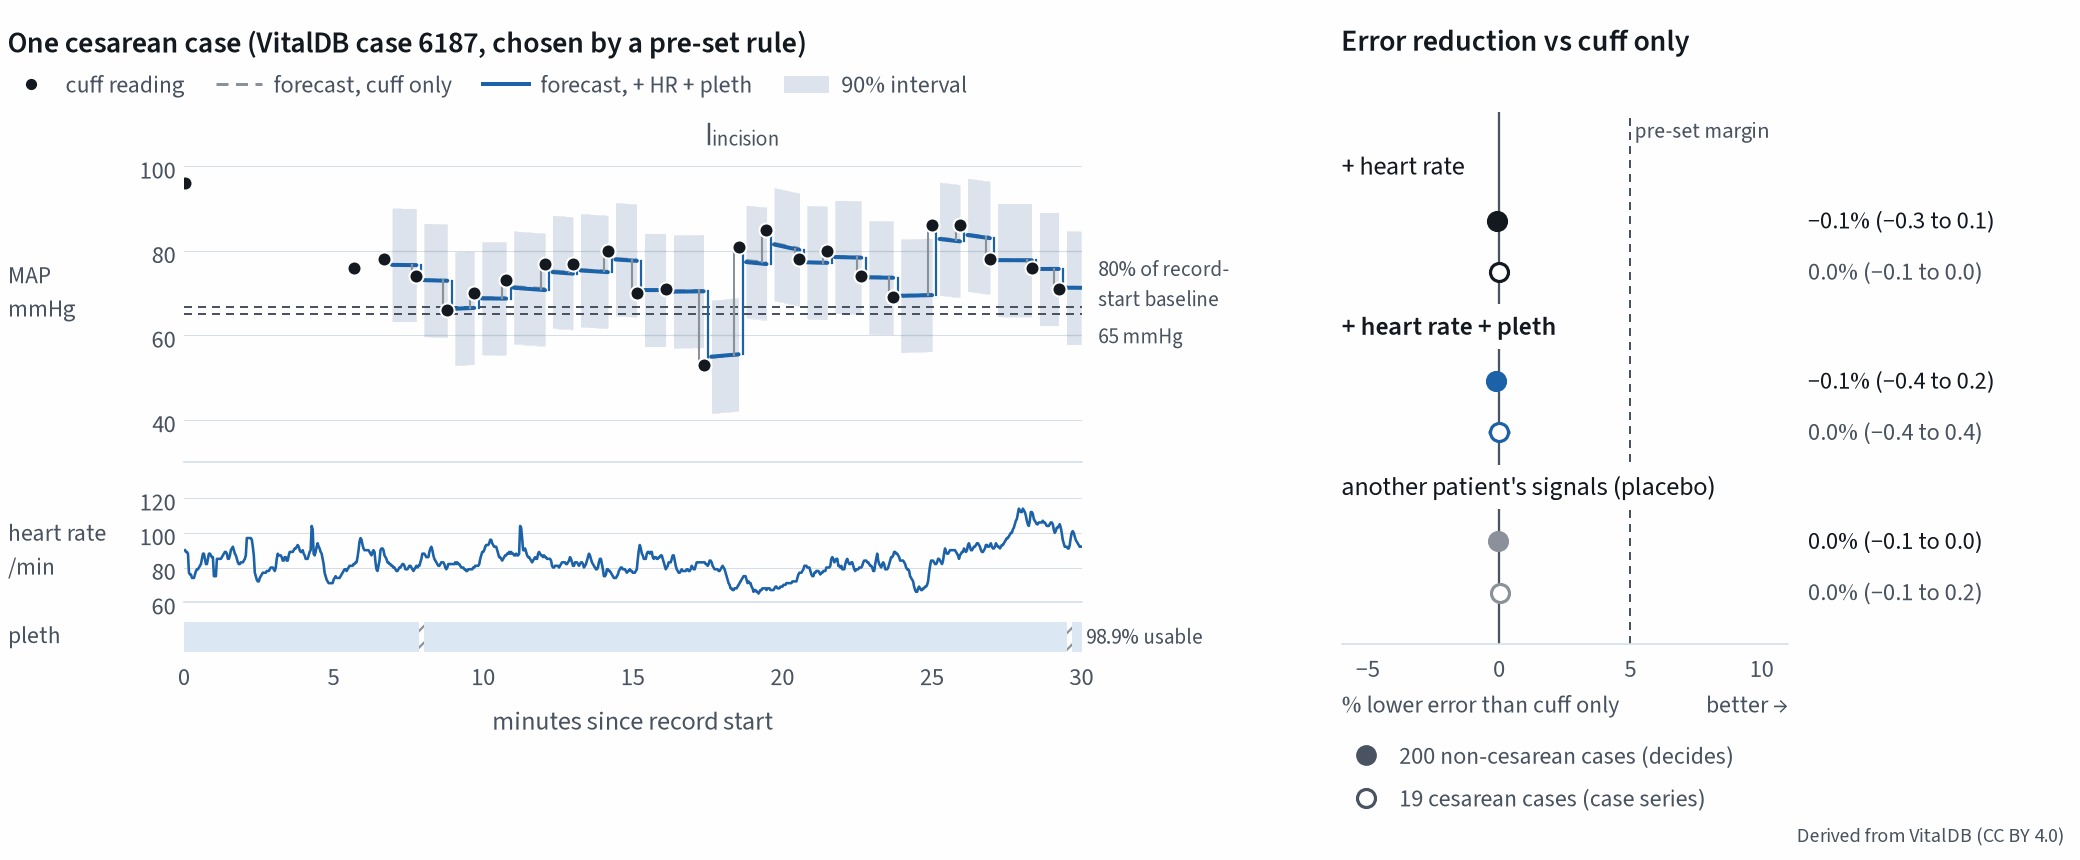 One cesarean case (VitalDB case 6187, chosen by a pre-set rule)
cuff reading
forecast, cuff only
forecast, + HR + pleth
90% interval
incision
100
80
60
40
MAP
mmHg
80% of record-
start baseline
65 mmHg
120
100
80
60
heart rate
/min
pleth
98.9% usable
0 5 10 15 20 25 30
minutes since record start
Error reduction vs cuff only
pre-set margin
+ heart rate
−0.1% (−0.3 to 0.1)
0.0% (−0.1 to 0.0)
+ heart rate + pleth
−0.1% (−0.4 to 0.2)
0.0% (−0.4 to 0.4)
another patient's signals (placebo)
0.0% (−0.1 to 0.0)
0.0% (−0.1 to 0.2)
−5 0 5 10
% lower error than cuff only
better →
200 non-cesarean cases (decides)
19 cesarean cases (case series)
Derived from VitalDB (CC BY 4.0)